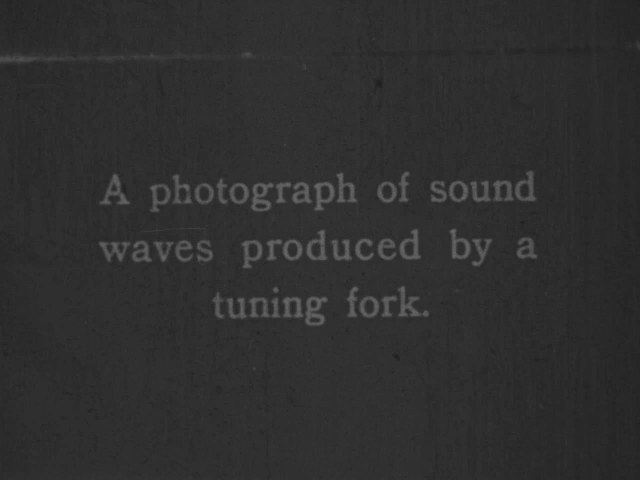 A photograph of sound
waves produced by a
tuning fork.